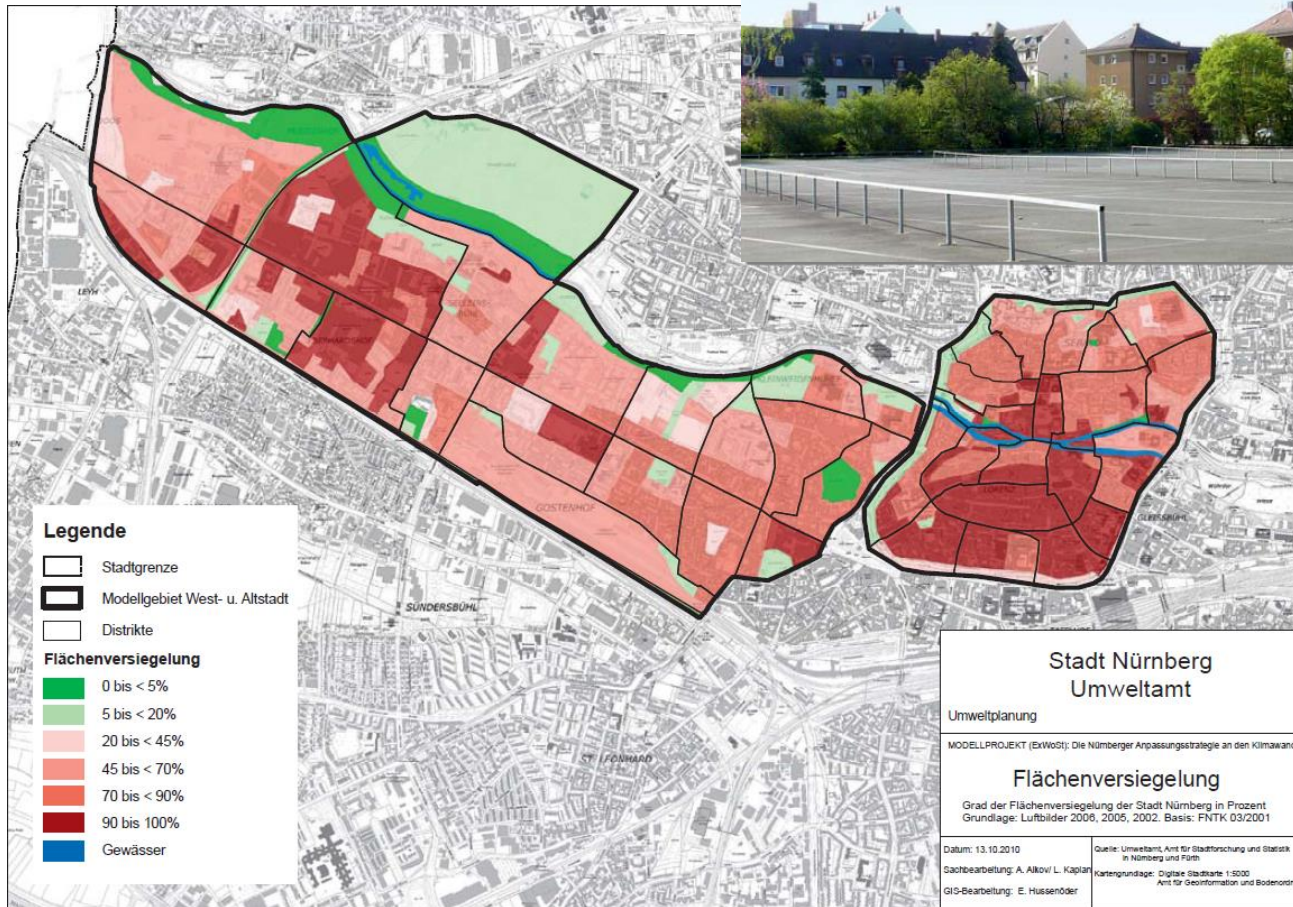 LEYH
GOSTENHOF
SÜNDERSBÜHL
ST. LEONHARD
GLEISSBÜHL
Legende
Stadtgrenze
Modellgebiet West- u. Altstadt
Distrikte
Flächenversiegelung
0 bis < 5%
5 bis < 20%
20 bis < 45%
45 bis < 70%
70 bis < 90%
90 bis 100%
Gewässer
Stadt Nürnberg
Umweltamt
Umweltplanung
MODELLPROJEKT (ExWoSt): Die Nürnberger Anpassungsstrategie an den Klimawand
Flächenversiegelung
Grad der Flächenversiegelung der Stadt Nürnberg in Prozent
Grundlage: Luftbilder 2006, 2005, 2002. Basis: FNTK 03/2001
Datum: 13.10.2010
Sachbearbeitung: A. Alkov/ L. Kaplan
GIS-Bearbeitung: E. Hussenöder
Quelle: Umweltamt, Amt für Stadtforschung und Statistik
in Nürnberg und Fürth
Kartengrundlage: Digitale Stadtkarte 1:5000
Amt für Geoinformation und Bodenordn